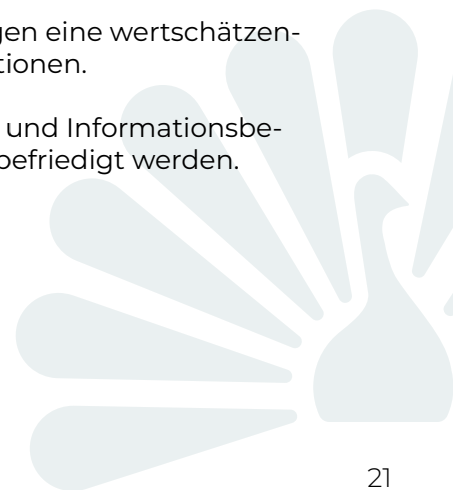 gen eine wertschätzen-
tionen.
und Informationsbe-
befriedigt werden.
21